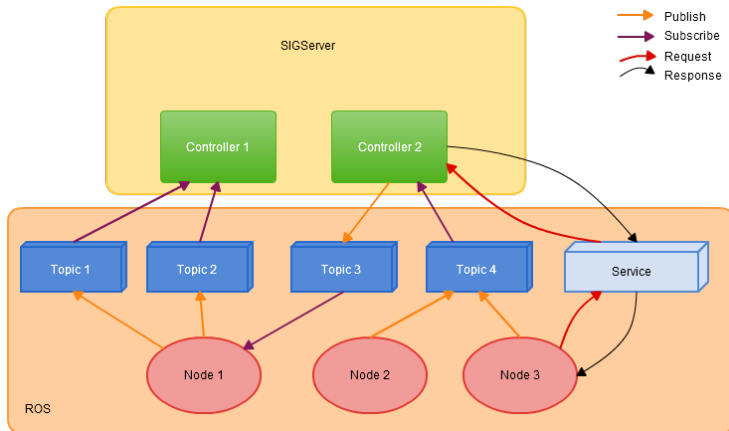 Publish
Subscribe
Request
Response
SIGServer
Controller 1
Controller 2
Topic 1
Topic 2
Topic 3
Topic 4
Service
Node 1
Node 2
Node 3
ROS